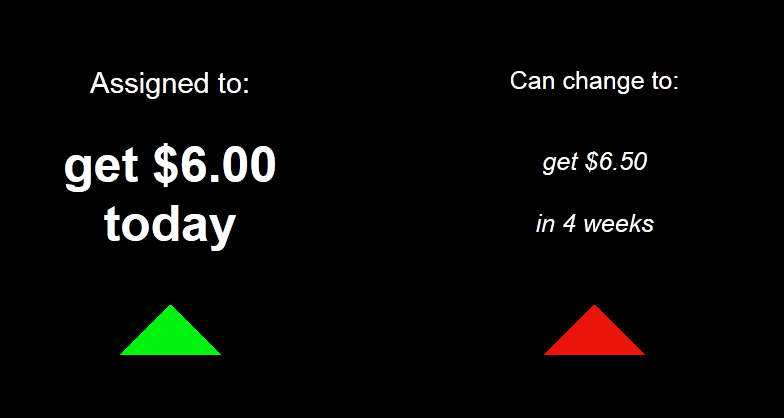 Assigned to:
get $6.00
today
Can change to:
get $6.50
in 4 weeks